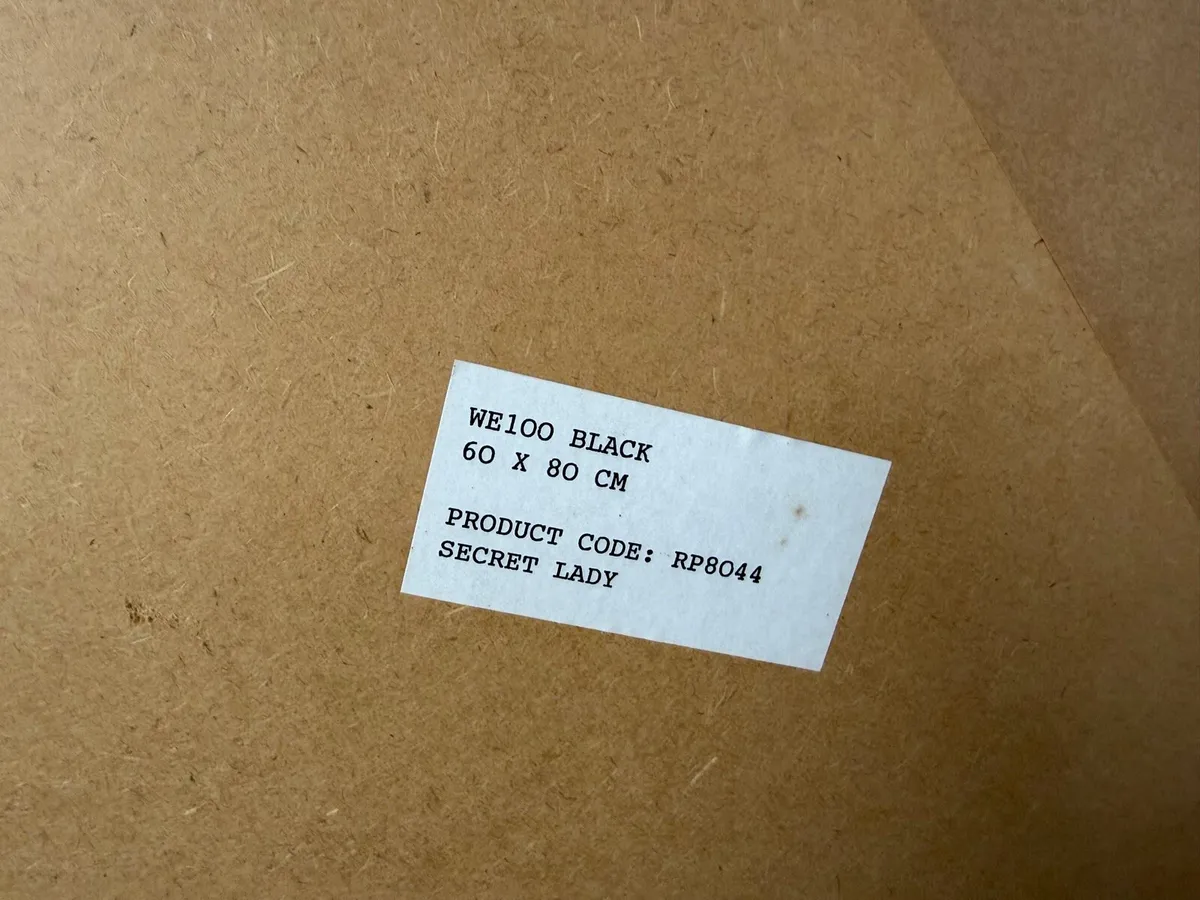 WE100 BLACK
60 X 80 CM
PRODUCT CODE: RP8044
SECRET LADY